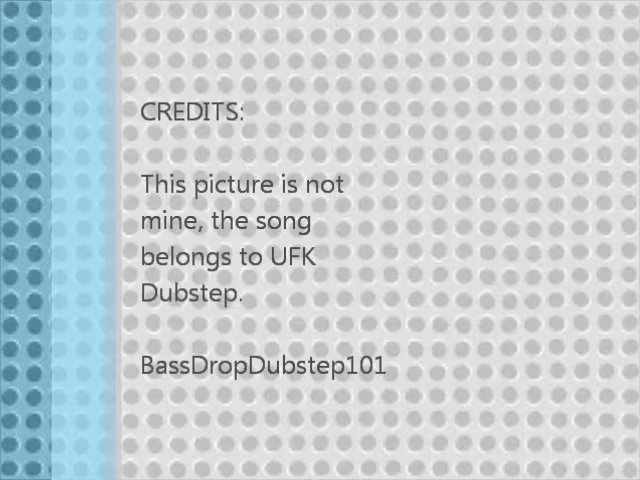 CREDITS:
This picture is not
mine, the song
belongs to UFK
Dubstep.
BassDropDubstep101